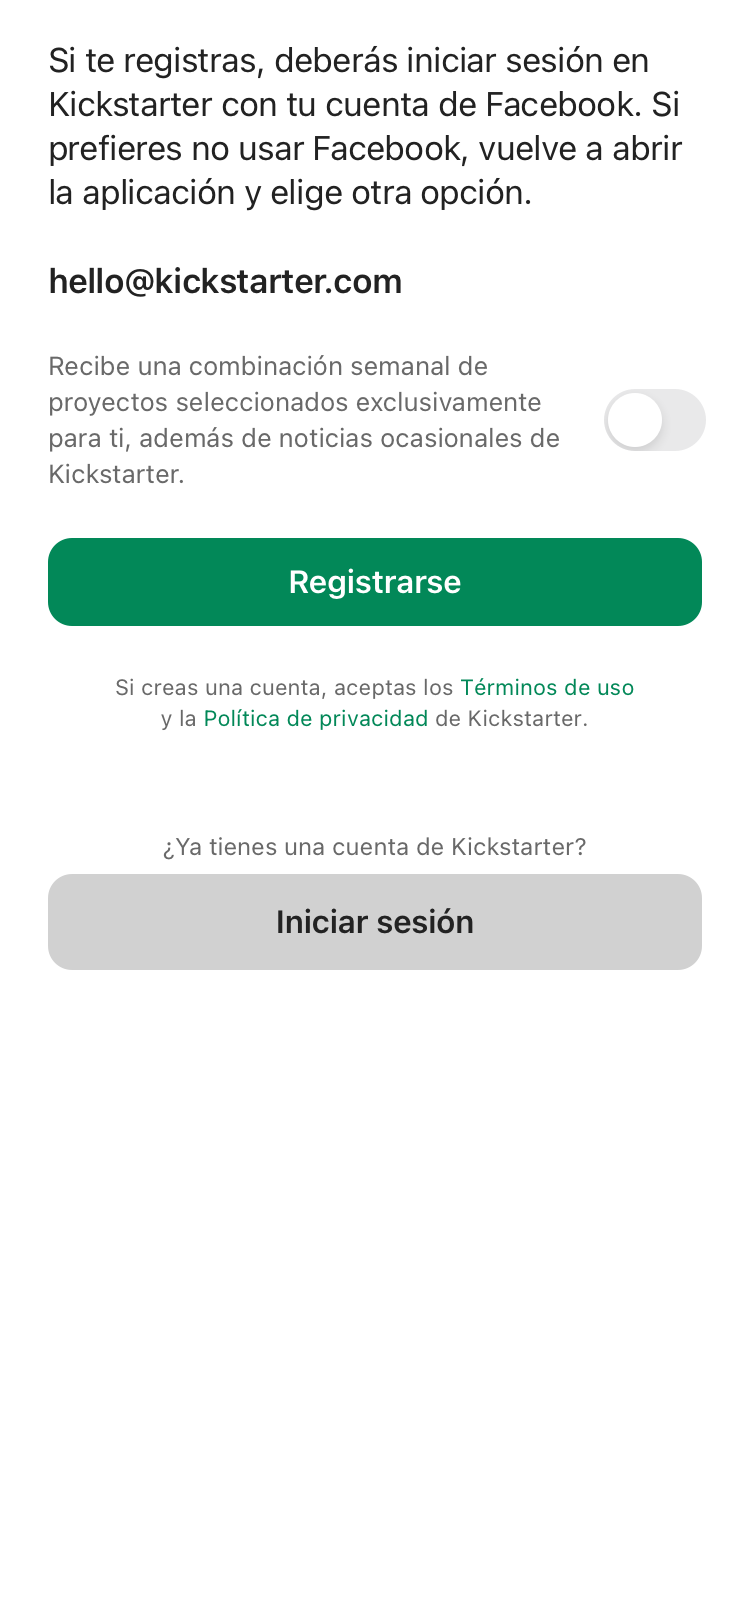 Si te registras, deberás iniciar sesión en
Kickstarter con tu cuenta de Facebook. Si
prefieres no usar Facebook, vuelve a abrir
la aplicación y elige otra opción.
hello@kickstarter.com
Recibe una combinación semanal de
proyectos seleccionados exclusivamente
para ti, además de noticias ocasionales de
Kickstarter.
Registrarse
Si creas una cuenta, aceptas los Términos de uso
y la Política de privacidad de Kickstarter.
¿Ya tienes una cuenta de Kickstarter?
Iniciar sesión